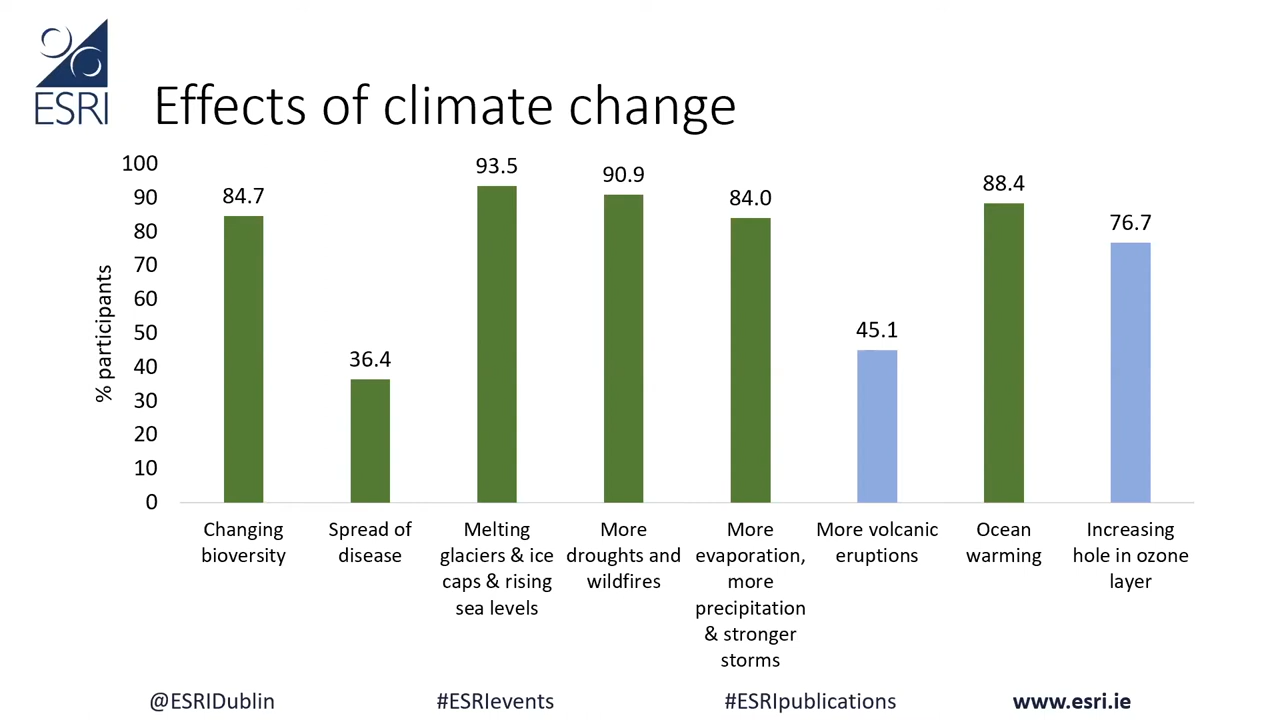 ESRI
Effects of climate change
% participants
100
90
80
70
60
50
40
30
20
10
0
84.7
36.4
93.5
90.9
84.0
45.1
88.4
76.7
Changing
bioversity
Spread of
disease
Melting
glaciers & ice
caps & rising
sea levels
More
droughts and
wildfires
More
evaporation,
more
precipitation
& stronger
storms
More volcanic
eruptions
Ocean
warming
Increasing
hole in ozone
layer
@ESRIDublin
#ESRIevents
#ESRIpublications
www.esri.ie